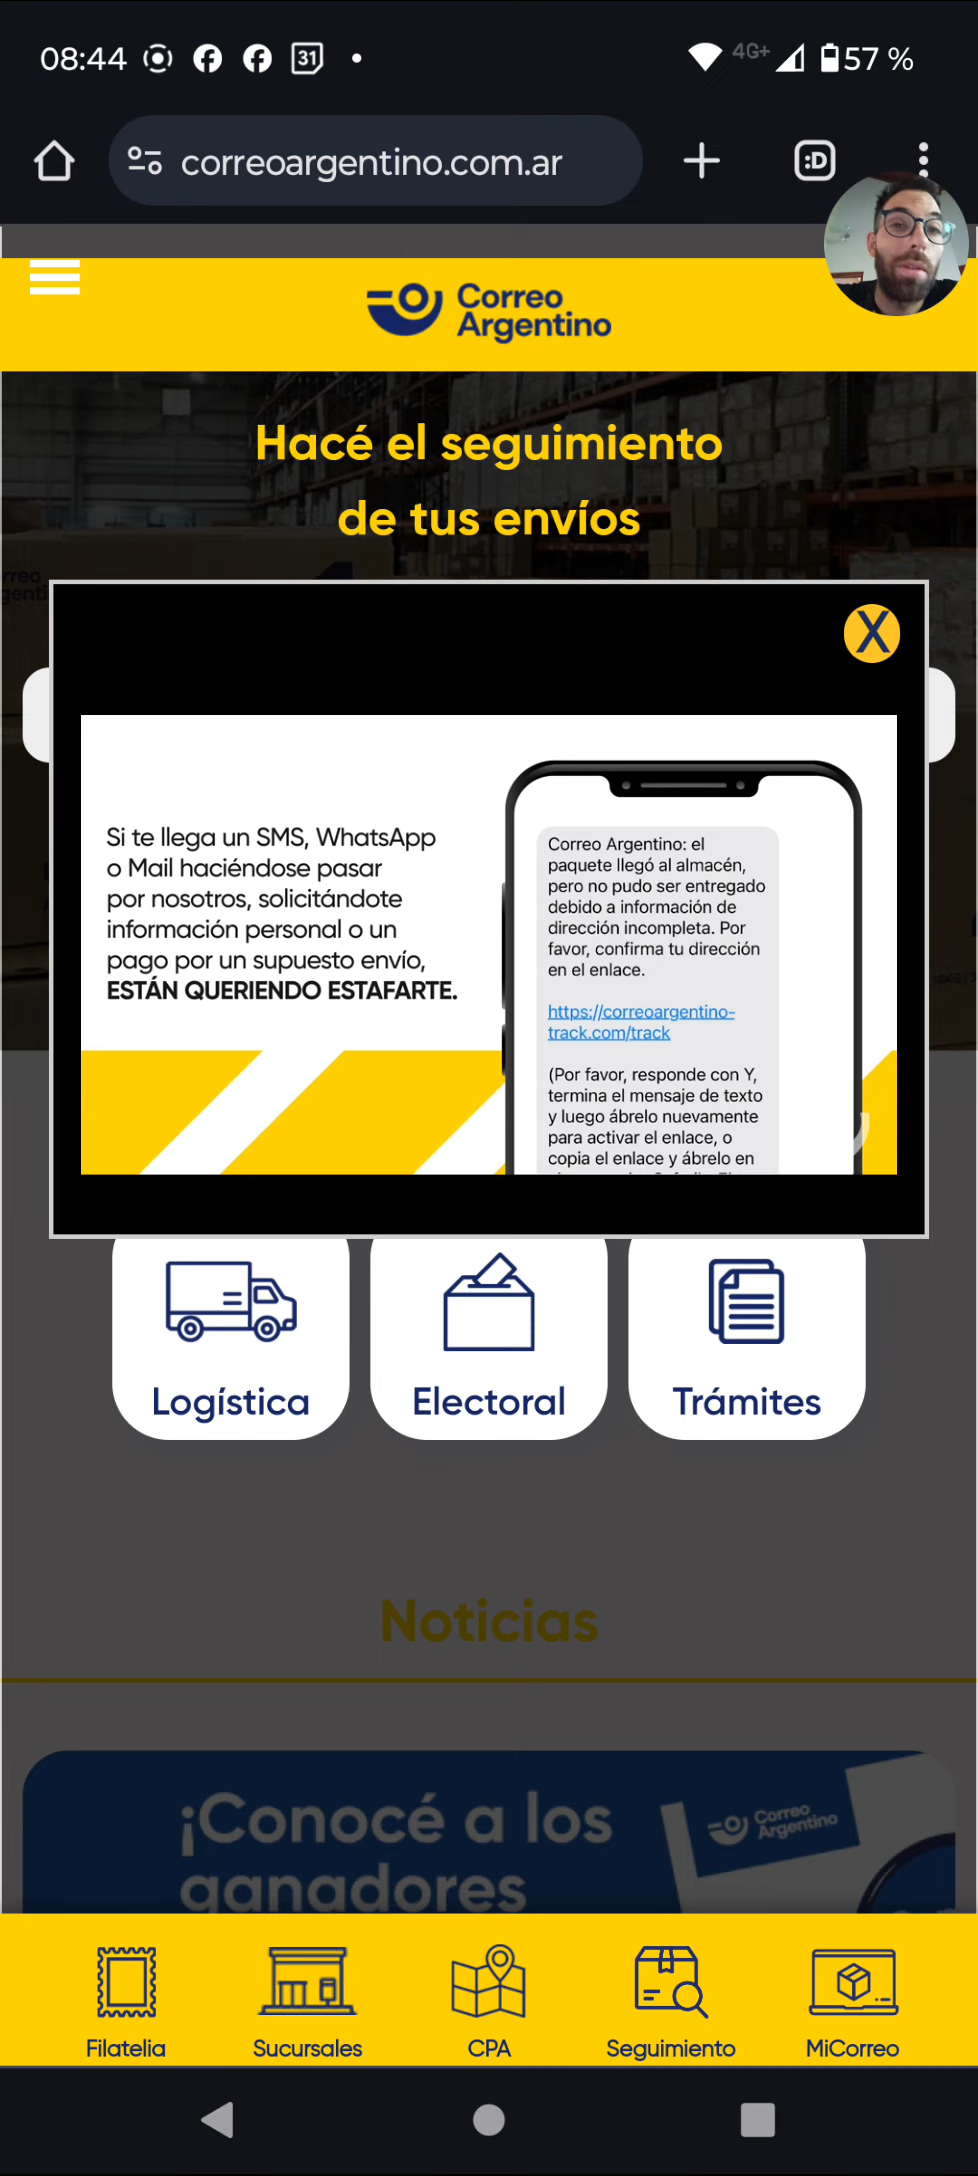 08:44
31
4G+
57 %
correoargentino.com.ar
:D
Correo
Argentino
Hacé el seguimiento
de tus envíos
X
Si te llega un SMS, WhatsApp
o Mail haciéndose pasar
por nosotros, solicitándote
información personal o un
pago por un supuesto envío,
ESTÁN QUERIENDO ESTAFARTE.
Correo Argentino: el
paquete llegó al almacén,
pero no pudo ser entregado
debido a información de
dirección incompleta. Por
favor, confirma tu dirección
en el enlace.
https://correoargentino-
track.com/track
(Por favor, responde con Y,
termina el mensaje de texto
y luego ábrelo nuevamente
para activar el enlace, o
copia el enlace y ábrelo en
Logística
Electoral
Trámites
Noticias
¡Conocé a los
ganadores
Correo
Argentino
Filatelia
Sucursales
CPA
Seguimiento
MiCorreo